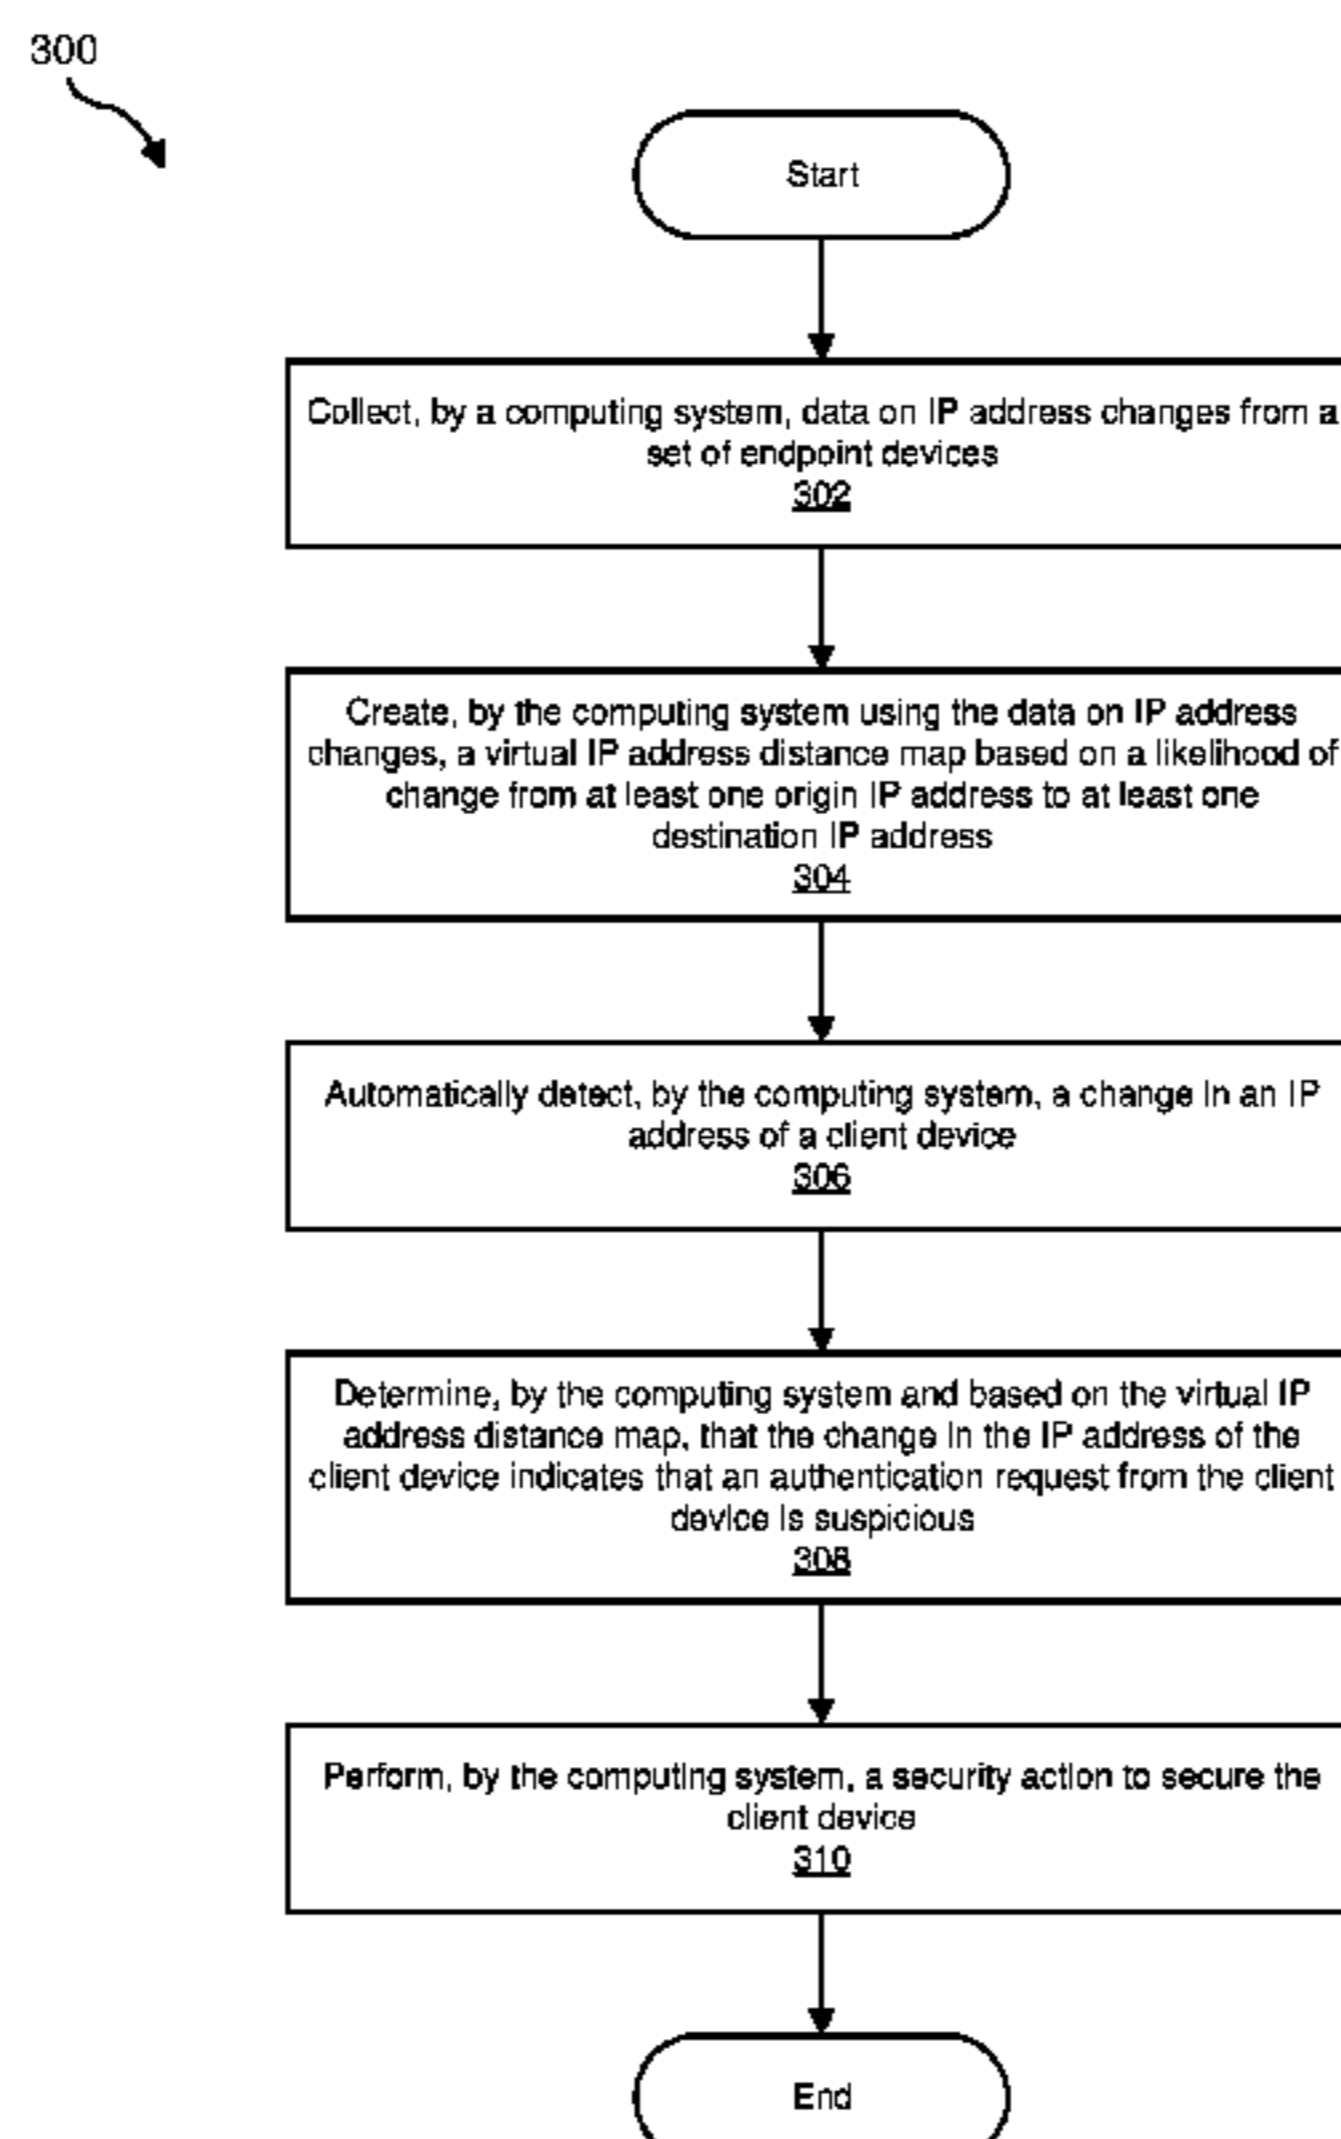 300
Start
Collect, by a computing system, data on IP address changes from a
set of endpoint devices
302
Create, by the computing system using the data on IP address
changes, a virtual IP address distance map based on a likelihood of
change from at least one origin IP address to at least one
destination IP address
304
Automatically detect, by the computing system, a change in an IP
address of a client device
306
Determine, by the computing system and based on the virtual IP
address distance map, that the change in the IP address of the
client device indicates that an authentication request from the client
device is suspicious
308
Perform, by the computing system, a security action to secure the
client device
310
End